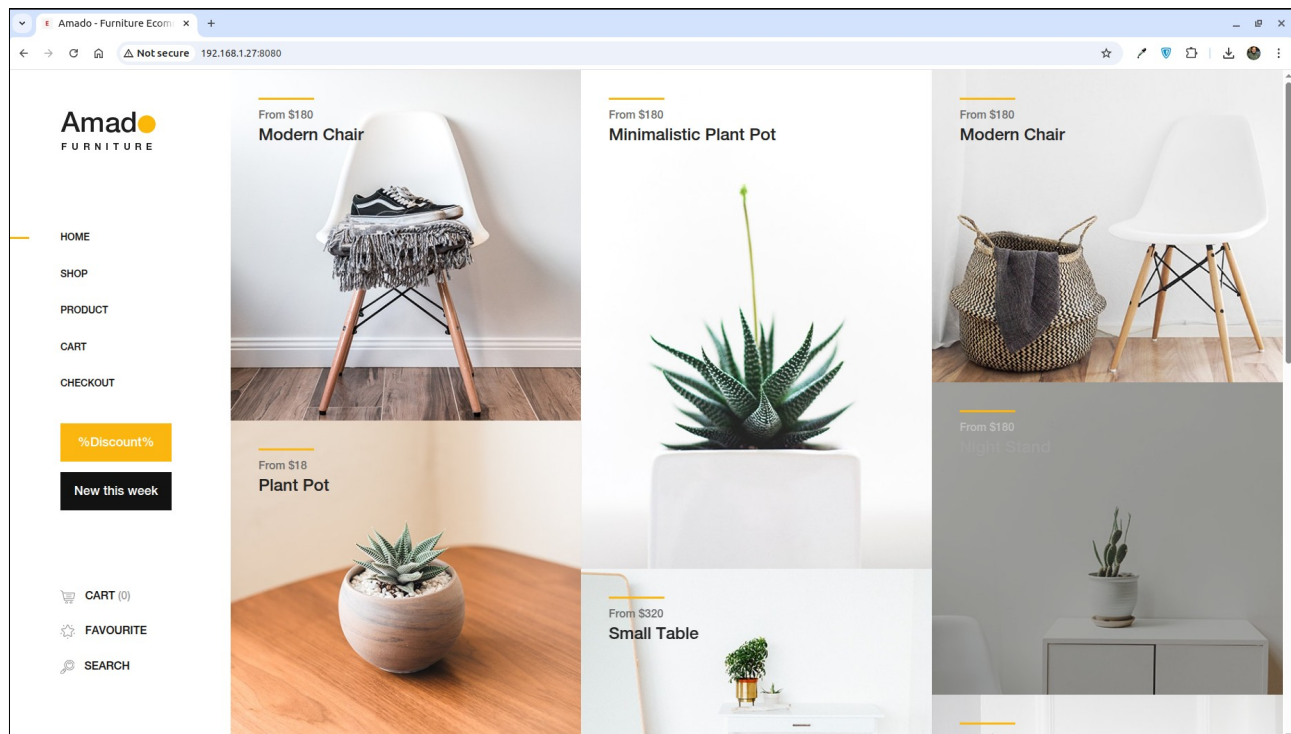 Amado - Furniture Ecom
Not secure
192.168.1.27:8080
Amado
FURNITURE
HOME
SHOP
PRODUCT
CART
CHECKOUT
%Discount%
New this week
CART (0)
FAVOURITE
SEARCH
From $180
Modern Chair
From $18
Plant Pot
From $180
Minimalistic Plant Pot
From $320
Small Table
From $180
Modern Chair
From $180
Night Stand